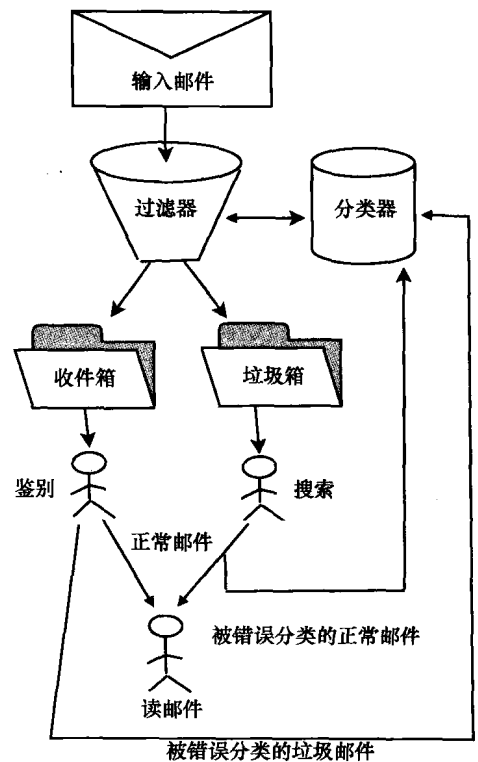 输入邮件
过滤器
分类器
收件箱
垃圾箱
鉴别
搜索
正常邮件
被错误分类的正常邮件
读邮件
被错误分类的垃圾邮件